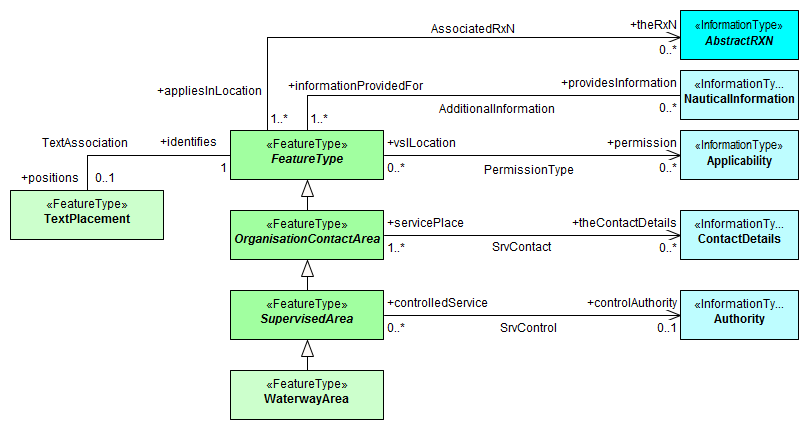 AssociatedRxN
+theRxN
0..*
«InformationType»
AbstractRXN
+appliesInLocation
1..*
+informationProvidedFor
1..*
AdditionalInformation
+providesInformation
0..*
«InformationTy...
NauticalInformation
TextAssociation
+identifies
1
+positions
0..1
«FeatureType»
TextPlacement
«FeatureType»
FeatureType
+vslLocation
0..*
PermissionType
+permission
0..*
«InformationType»
Applicability
«FeatureType»
OrganisationContactArea
+servicePlace
1..*
SrvContact
+theContactDetails
0..*
«InformationTy...
ContactDetails
«FeatureType»
SupervisedArea
+controlledService
0..*
SrvControl
+controlAuthority
0..1
«InformationTy...
Authority
«FeatureType»
WaterwayArea